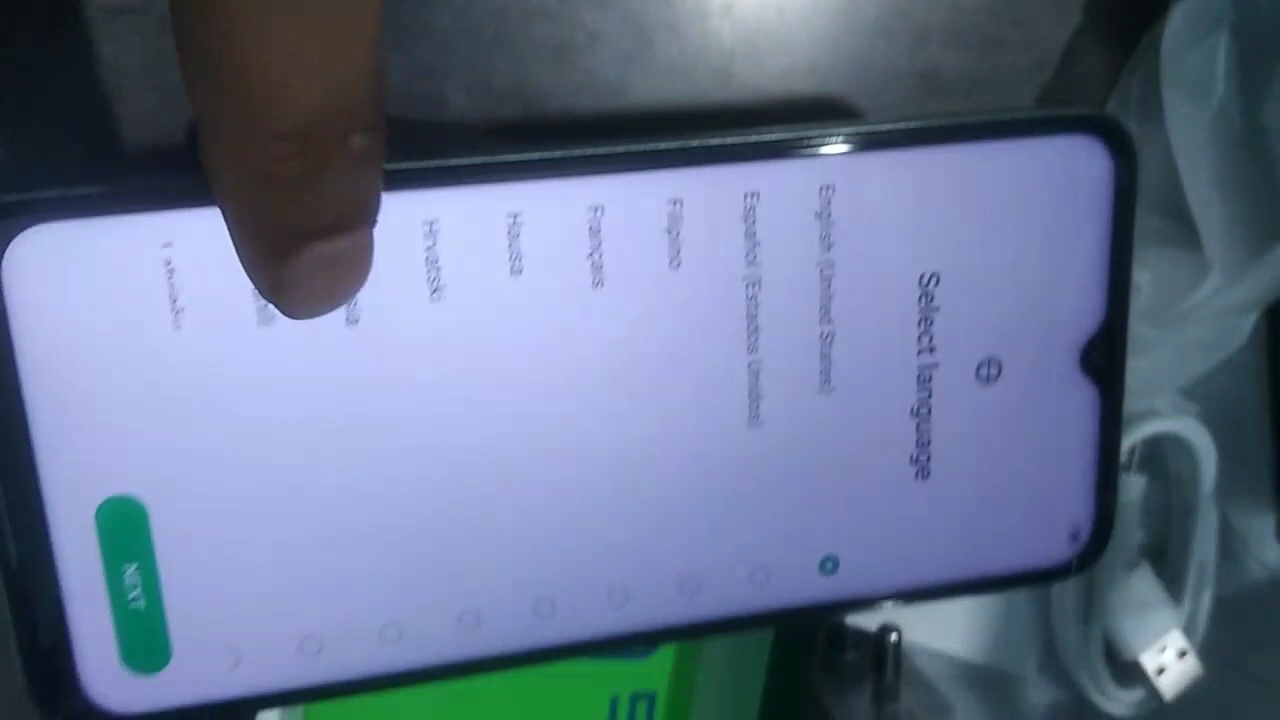 Select language
English (United States)
Español (Estados Unidos)
Filipino
Français
Hausa
Hrvatski
NEXT